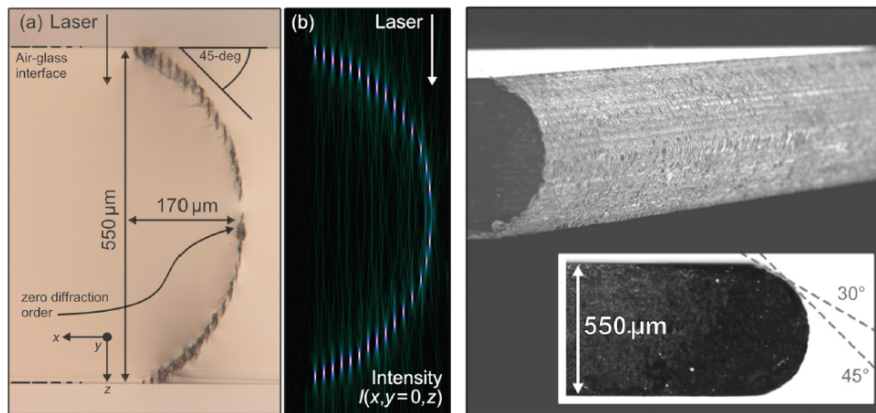 (a) Laser
Air-glass
interface
45-deg
550 µm
170 µm
zero diffraction
order
x
y
z
(b)
Laser
Intensity
I(x,y=0,z)
550 µm
30°
45°